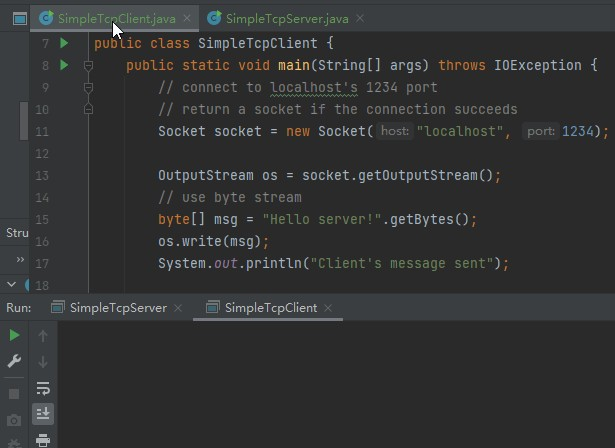 SimpleTcpClient.java SimpleTcpServer.java
7 public class SimpleTcpClient {
8 public static void main(String[] args) throws IOException {
9 // connect to localhost's 1234 port
10 // return a socket if the connection succeeds
11 Socket socket = new Socket( host: "localhost", port: 1234);
12
13 OutputStream os = socket.getOutputStream();
14 // use byte stream
15 byte[] msg = "Hello server!".getBytes();
16 os.write(msg);
17 System.out.println("Client's message sent");
18
Stru
Run: SimpleTcpServer SimpleTcpClient